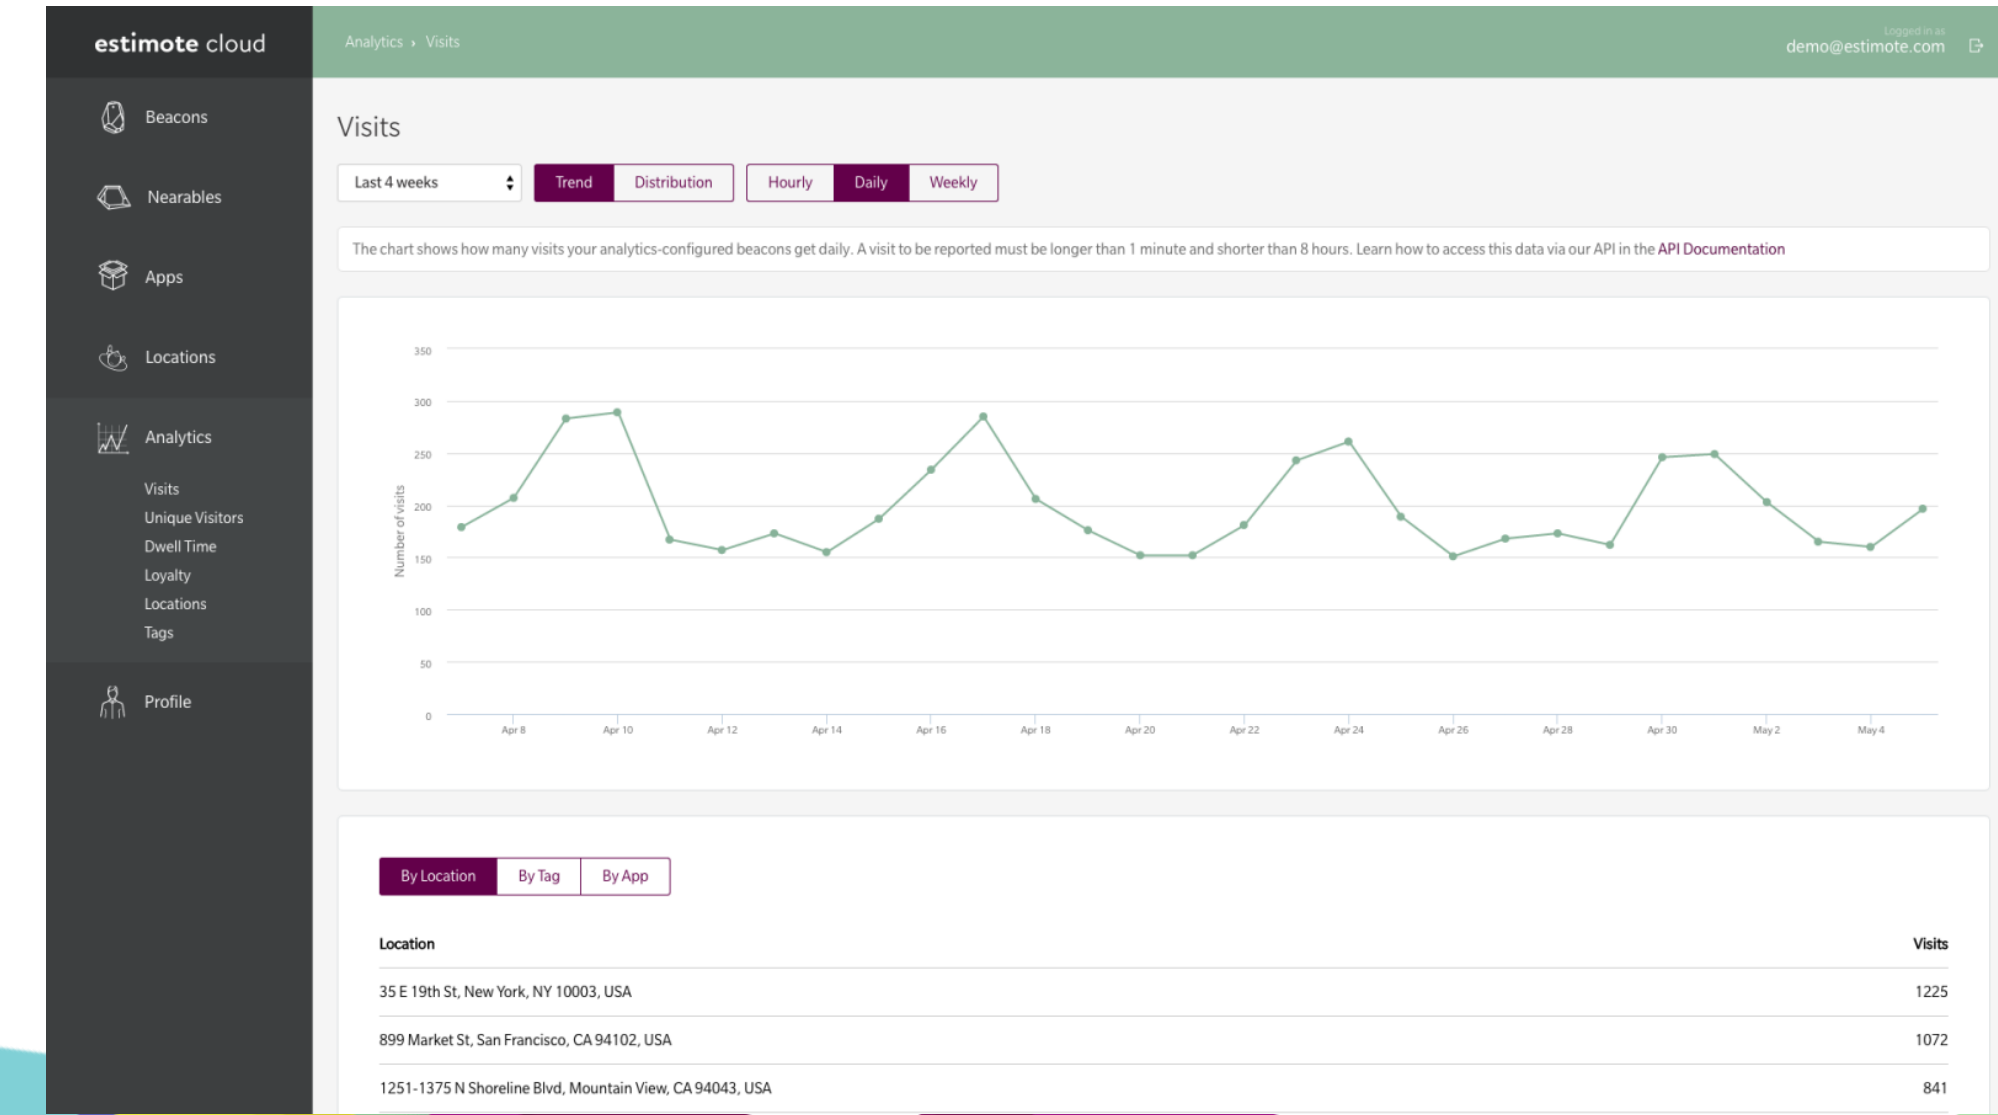 estimote cloud
Analytics › Visits
Logged in as
demo@estimote.com
Beacons
Nearables
Apps
Locations
Analytics
Visits
Unique Visitors
Dwell Time
Loyalty
Locations
Tags
Profile
Visits
Last 4 weeks
Trend Distribution
Hourly Daily Weekly
The chart shows how many visits your analytics-configured beacons get daily. A visit to be reported must be longer than 1 minute and shorter than 8 hours. Learn how to access this data via our API in the API Documentation
Number of visits
350
300
250
200
150
100
50
0
Apr 8 Apr 10 Apr 12 Apr 14 Apr 16 Apr 18 Apr 20 Apr 22 Apr 24 Apr 26 Apr 28 Apr 30 May 2 May 4
By Location By Tag By App
Location Visits
35 E 19th St, New York, NY 10003, USA 1225
899 Market St, San Francisco, CA 94102, USA 1072
1251-1375 N Shoreline Blvd, Mountain View, CA 94043, USA 841